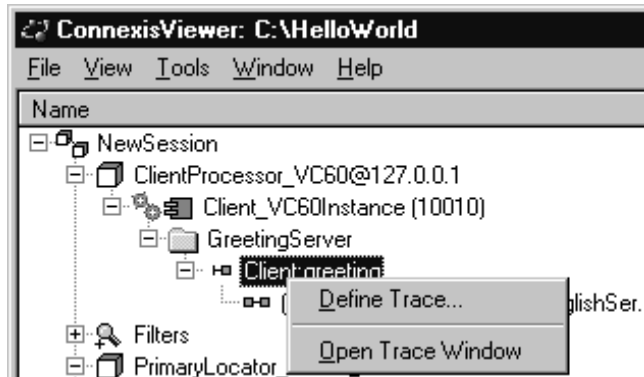 ConnexisViewer: C:\HelloWorld
File View Tools Window Help
Name
NewSession
ClientProcessor_VC60@127.0.0.1
Client_VC60Instance (10010)
GreetingServer
Client:greeting
Define Trace...
(
glishSer.
Filters
Open Trace Window
PrimaryLocator_